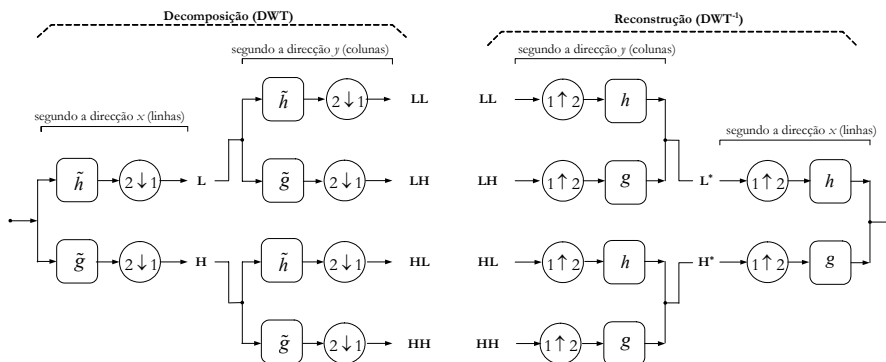 Decomposição (DWT)
Reconstrução (DWT⁻¹)
segundo a direcção y (colunas)
segundo a direcção y (colunas)
h̃ 2↓1 LL
LL 1↑2 h
segundo a direcção x (linhas)
segundo a direcção x (linhas)
h̃ 2↓1 L g̃ 2↓1 LH
LH 1↑2 g L* 1↑2 h
g̃ 2↓1 H h̃ 2↓1 HL
HL 1↑2 h H* 1↑2 g
g̃ 2↓1 HH
HH 1↑2 g